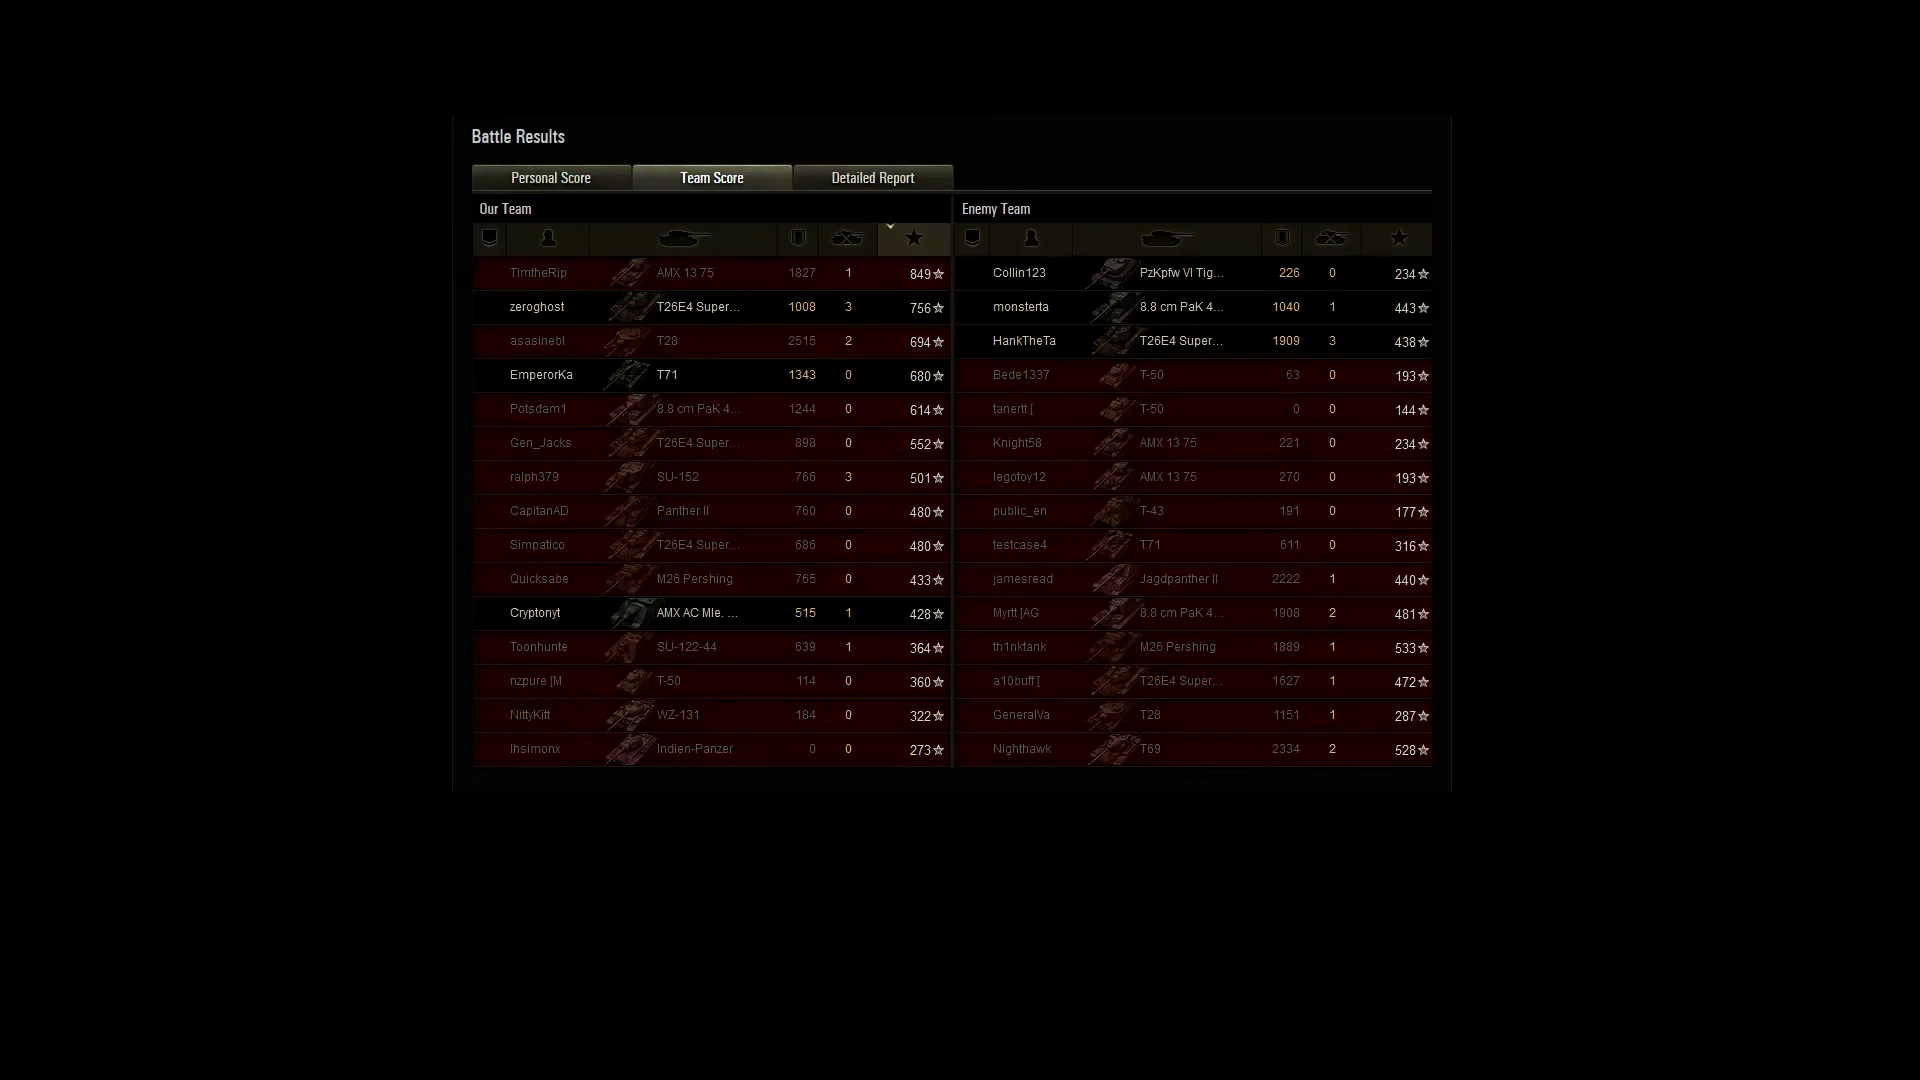 Battle Results
Personal Score Team Score Detailed Report
Our Team
TimtheRip AMX 13 75 1827 1 849
zeroghost T26E4 Super... 1008 3 756
asasinebl T28 2515 2 694
EmperorKa T71 1343 0 680
Potsdam1 8.8 cm PaK 4... 1244 0 614
Gen_Jacks T26E4 Super... 898 0 552
ralph379 SU-152 766 3 501
CapitanAD Panther II 760 0 480
Simpatico T26E4 Super... 686 0 480
Quicksabe M26 Pershing 765 0 433
Cryptonyt AMX AC Mle. ... 515 1 428
Toonhunte SU-122-44 639 1 364
nzpure [M T-50 114 0 360
NittyKitt WZ-131 184 0 322
lhsimonx Indien-Panzer 0 0 273
Enemy Team
Collin123 PzKpfw VI Tig... 226 0 234
monsterta 8.8 cm PaK 4... 1040 1 443
HankTheTa T26E4 Super... 1909 3 438
Bede1337 T-50 63 0 193
tanertt [ T-50 0 0 144
Knight58 AMX 13 75 221 0 234
legotoy12 AMX 13 75 270 0 193
public_en T-43 191 0 177
testcase4 T71 611 0 316
jamesread Jagdpanther II 2222 1 440
Myrtt [AG 8.8 cm PaK 4... 1908 2 481
th1nktank M26 Pershing 1889 1 533
a10buff [ T26E4 Super... 1627 1 472
GeneralVa T28 1151 1 287
Nighthawk T69 2334 2 528